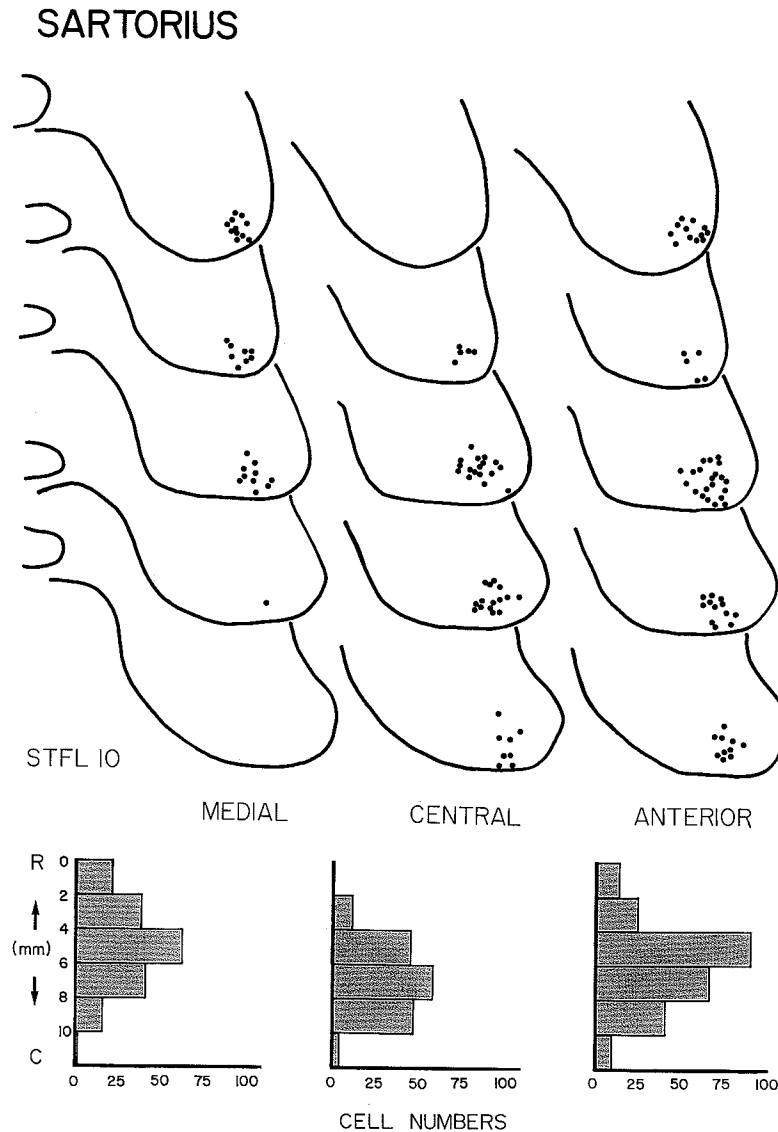 SARTORIUS
STFL 10
MEDIAL CENTRAL ANTERIOR
R 0
2
4
(mm)
6
8
10
C
0 25 50 75 100 0 25 50 75 100 0 25 50 75 100
CELL NUMBERS